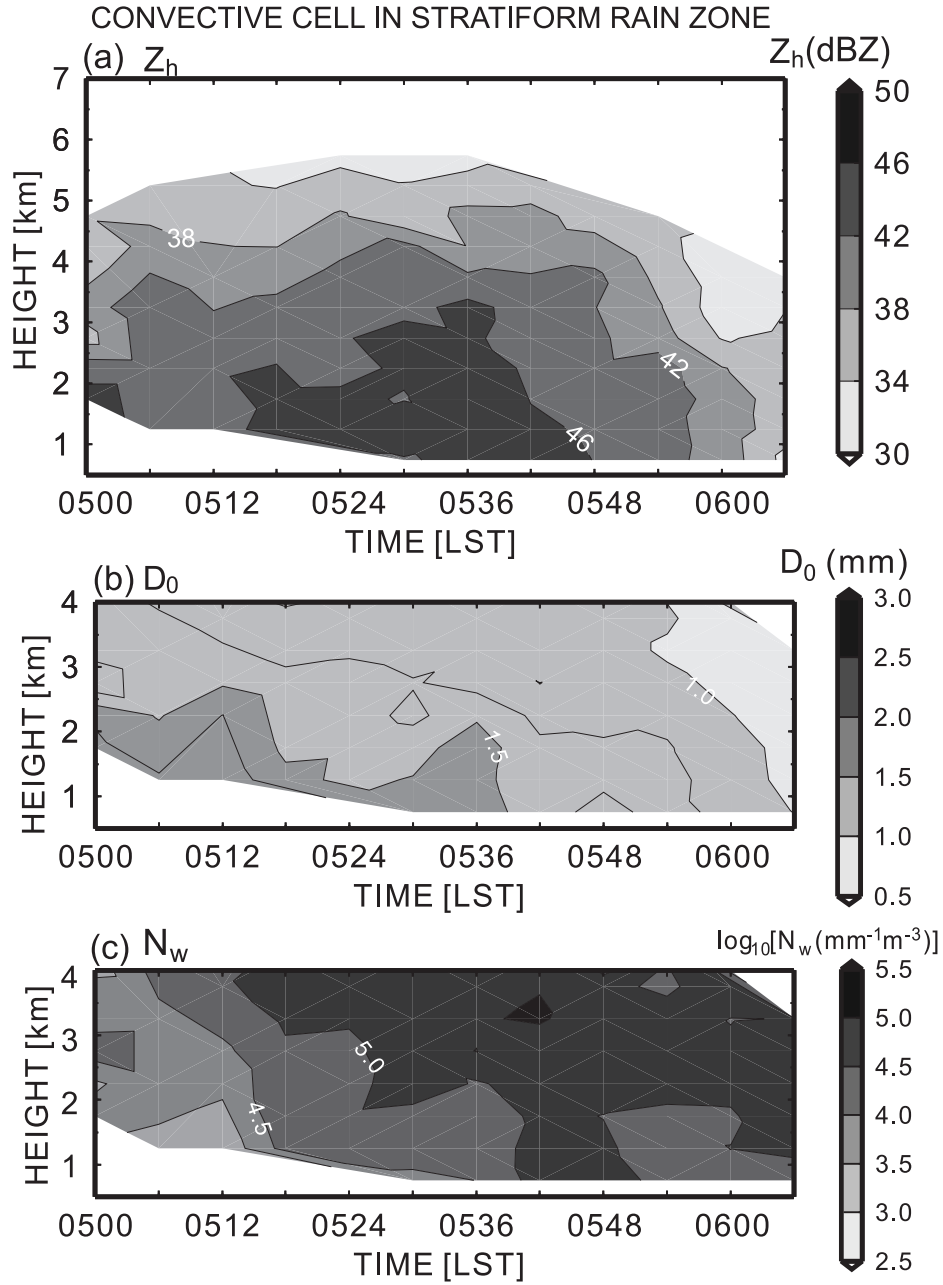 CONVECTIVE CELL IN STRATIFORM RAIN ZONE
(a) Zh
Zh(dBZ)
7
6
5
4
3
2
1
HEIGHT [km]
38
42
46
50
46
42
38
34
30
0500 0512 0524 0536 0548 0600
TIME [LST]
(b) D0
D0 (mm)
4
3
2
1
HEIGHT [km]
1.0
1.5
3.0
2.5
2.0
1.5
1.0
0.5
0500 0512 0524 0536 0548 0600
TIME [LST]
(c) Nw
log10[Nw(mm-1m-3)]
4
3
2
1
HEIGHT [km]
5.0
4.5
5.5
5.0
4.5
4.0
3.5
3.0
2.5
0500 0512 0524 0536 0548 0600
TIME [LST]